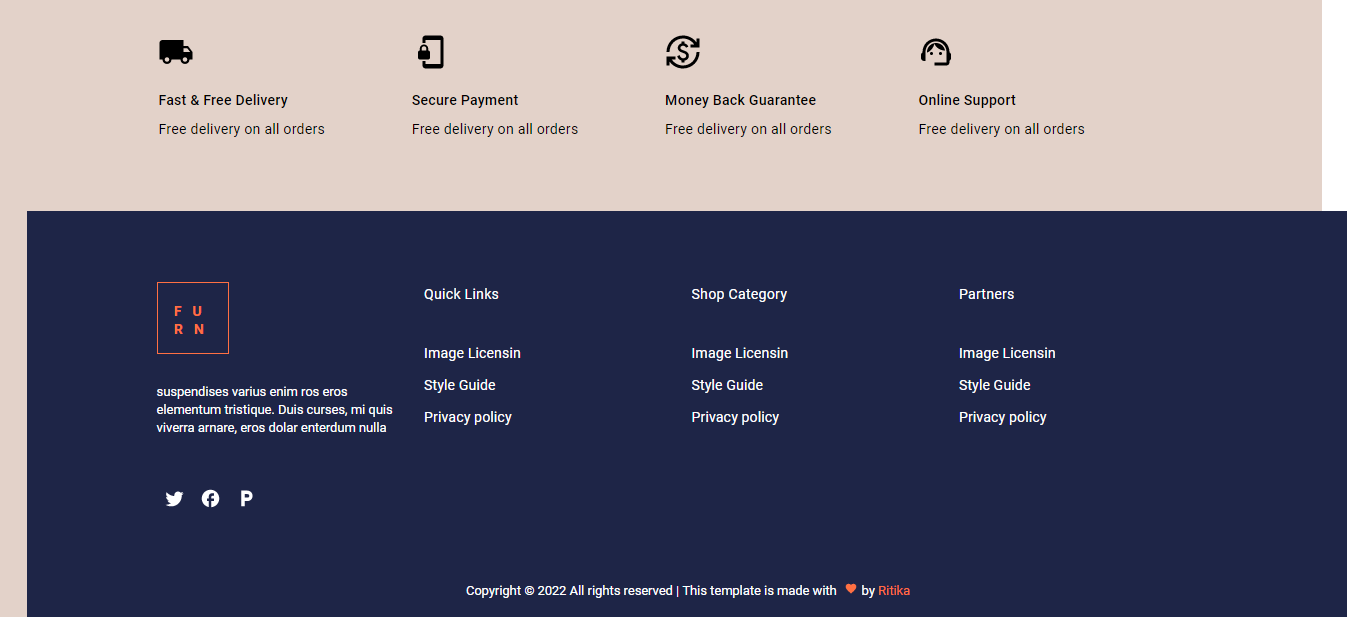 Fast & Free Delivery
Free delivery on all orders
Secure Payment
Free delivery on all orders
Money Back Guarantee
Free delivery on all orders
Online Support
Free delivery on all orders
F U
R N
suspendises varius enim ros eros
elementum tristique. Duis curses, mi quis
viverra arnare, eros dolar enterdum nulla
Quick Links
Image Licensin
Style Guide
Privacy policy
Shop Category
Image Licensin
Style Guide
Privacy policy
Partners
Image Licensin
Style Guide
Privacy policy
Copyright © 2022 All rights reserved | This template is made with by Ritika